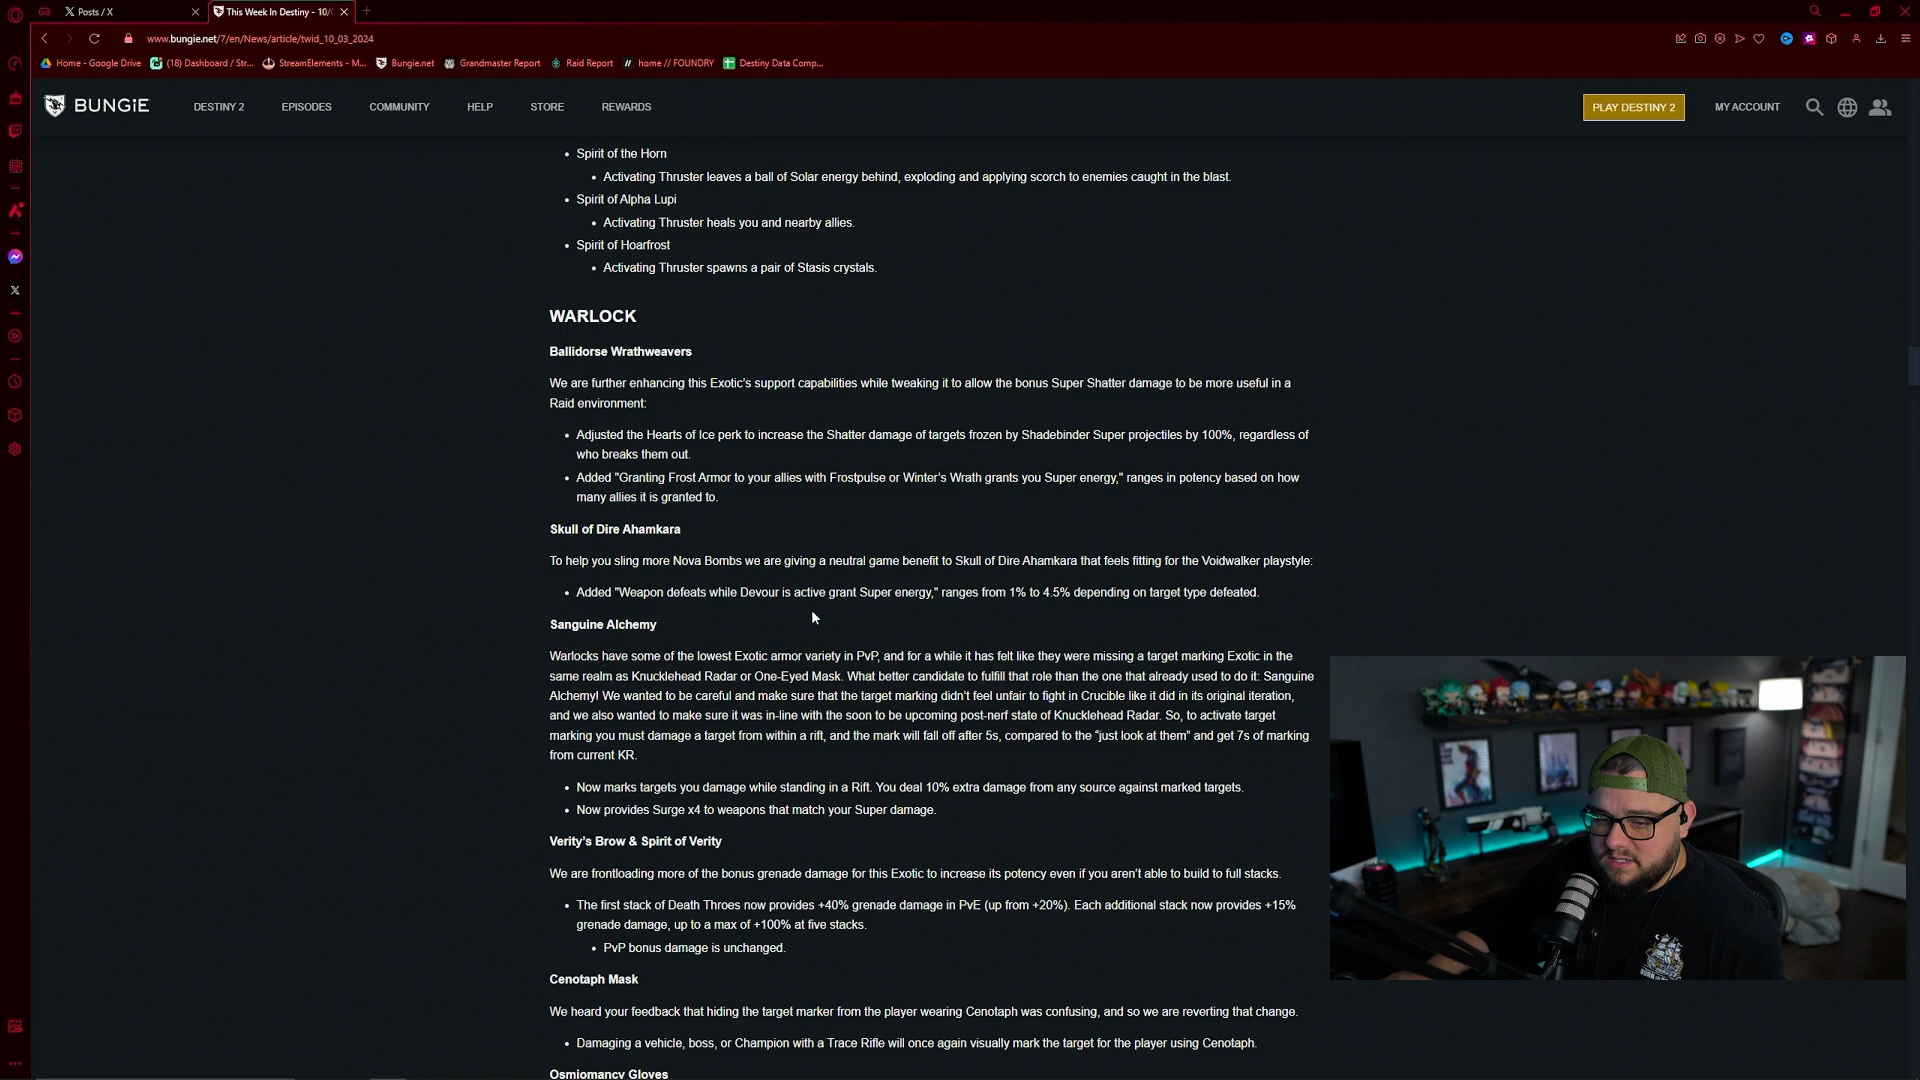 Posts / X
This Week In Destiny - 10/
www.bungie.net/7/en/News/article/twid_10_03_2024
Home - Google Drive
(18) Dashboard / Str...
StreamElements - M...
Bungie.net
Grandmaster Report
Raid Report
home // FOUNDRY
Destiny Data Comp...
BUNGiE
DESTINY 2
EPISODES
COMMUNITY
HELP
STORE
REWARDS
PLAY DESTINY 2
MY ACCOUNT
• Spirit of the Horn
• Activating Thruster leaves a ball of Solar energy behind, exploding and applying scorch to enemies caught in the blast.
• Spirit of Alpha Lupi
• Activating Thruster heals you and nearby allies.
• Spirit of Hoarfrost
• Activating Thruster spawns a pair of Stasis crystals.
WARLOCK
Ballidorse Wrathweavers
We are further enhancing this Exotic's support capabilities while tweaking it to allow the bonus Super Shatter damage to be more useful in a
Raid environment:
• Adjusted the Hearts of Ice perk to increase the Shatter damage of targets frozen by Shadebinder Super projectiles by 100%, regardless of
who breaks them out.
• Added "Granting Frost Armor to your allies with Frostpulse or Winter's Wrath grants you Super energy," ranges in potency based on how
many allies it is granted to.
Skull of Dire Ahamkara
To help you sling more Nova Bombs we are giving a neutral game benefit to Skull of Dire Ahamkara that feels fitting for the Voidwalker playstyle:
• Added "Weapon defeats while Devour is active grant Super energy," ranges from 1% to 4.5% depending on target type defeated.
Sanguine Alchemy
Warlocks have some of the lowest Exotic armor variety in PvP, and for a while it has felt like they were missing a target marking Exotic in the
same realm as Knucklehead Radar or One-Eyed Mask. What better candidate to fulfill that role than the one that already used to do it: Sanguine
Alchemy! We wanted to be careful and make sure that the target marking didn't feel unfair to fight in Crucible like it did in its original iteration,
and we also wanted to make sure it was in-line with the soon to be upcoming post-nerf state of Knucklehead Radar. So, to activate target
marking you must damage a target from within a rift, and the mark will fall off after 5s, compared to the "just look at them" and get 7s of marking
from current KR.
• Now marks targets you damage while standing in a Rift. You deal 10% extra damage from any source against marked targets.
• Now provides Surge x4 to weapons that match your Super damage.
Verity's Brow & Spirit of Verity
We are frontloading more of the bonus grenade damage for this Exotic to increase its potency even if you aren't able to build to full stacks.
• The first stack of Death Throes now provides +40% grenade damage in PvE (up from +20%). Each additional stack now provides +15%
grenade damage, up to a max of +100% at five stacks.
• PvP bonus damage is unchanged.
Cenotaph Mask
We heard your feedback that hiding the target marker from the player wearing Cenotaph was confusing, and so we are reverting that change.
• Damaging a vehicle, boss, or Champion with a Trace Rifle will once again visually mark the target for the player using Cenotaph.
Osmiomancy Gloves